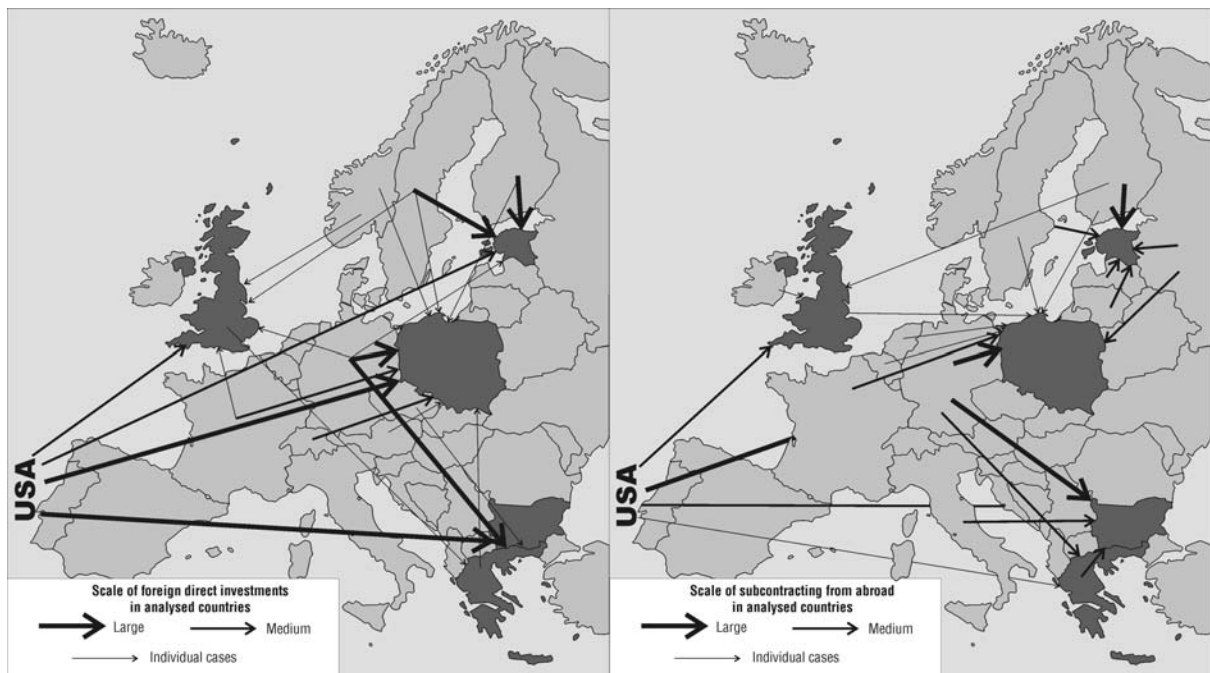 USA
Scale of foreign direct investments
in analysed countries
Large
Medium
Individual cases
USA
Scale of subcontracting from abroad
in analysed countries
Large
Medium
Individual cases